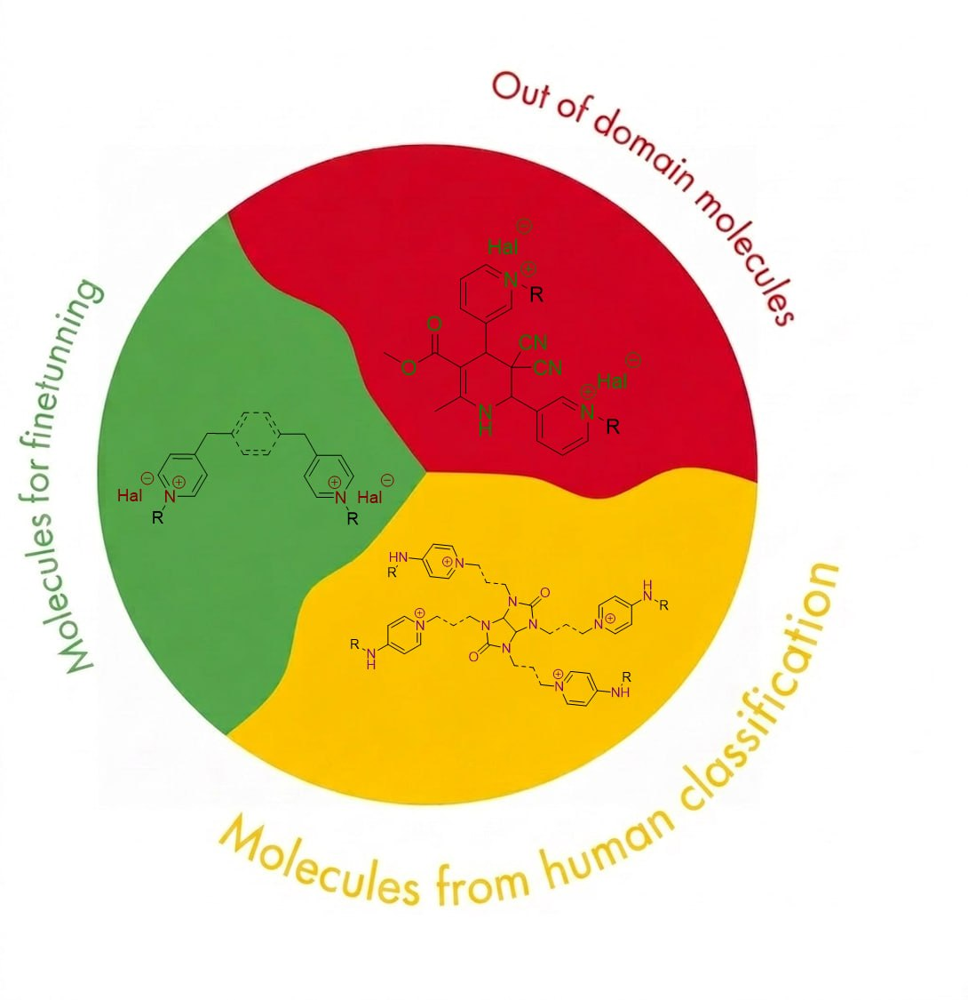 Out of domain molecules
Molecules for finetunning
Molecules from human classification
Hal ⊖
N ⊕
R
O
O
CN
CN
Hal ⊖
N ⊕
R
N
H
Hal ⊖
N ⊕
R
Hal ⊖
N ⊕
R
HN
R
N ⊕
N
O
N
N
O
N
H
N
R
N ⊕
N ⊕
R
N
H
N ⊕
R
NH